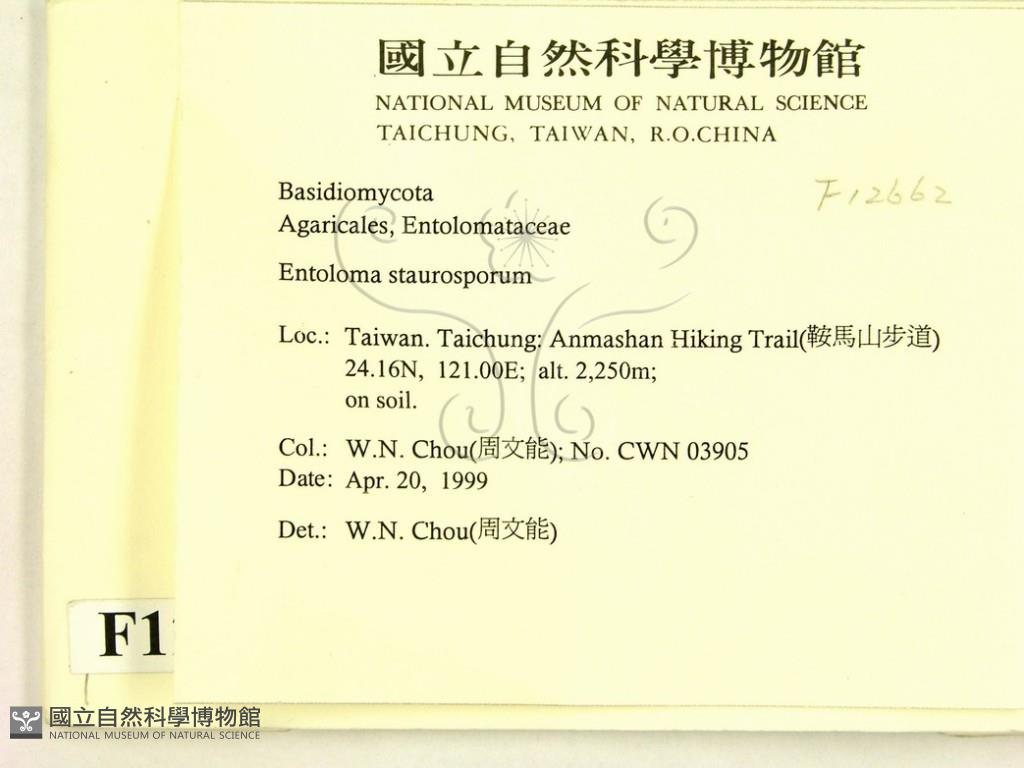 國立自然科學博物館
NATIONAL MUSEUM OF NATURAL SCIENCE
TAICHUNG, TAIWAN, R.O.CHINA
F12662
Basidiomycota
Agaricales, Entolomataceae
Entoloma staurosporum
Loc.: Taiwan. Taichung: Anmashan Hiking Trail(鞍馬山步道)
24.16N, 121.00E; alt. 2,250m;
on soil.
Col.: W.N. Chou(周文能); No. CWN 03905
Date: Apr. 20, 1999
Det.: W.N. Chou(周文能)
F1
國立自然科學博物館
NATIONAL MUSEUM OF NATURAL SCIENCE